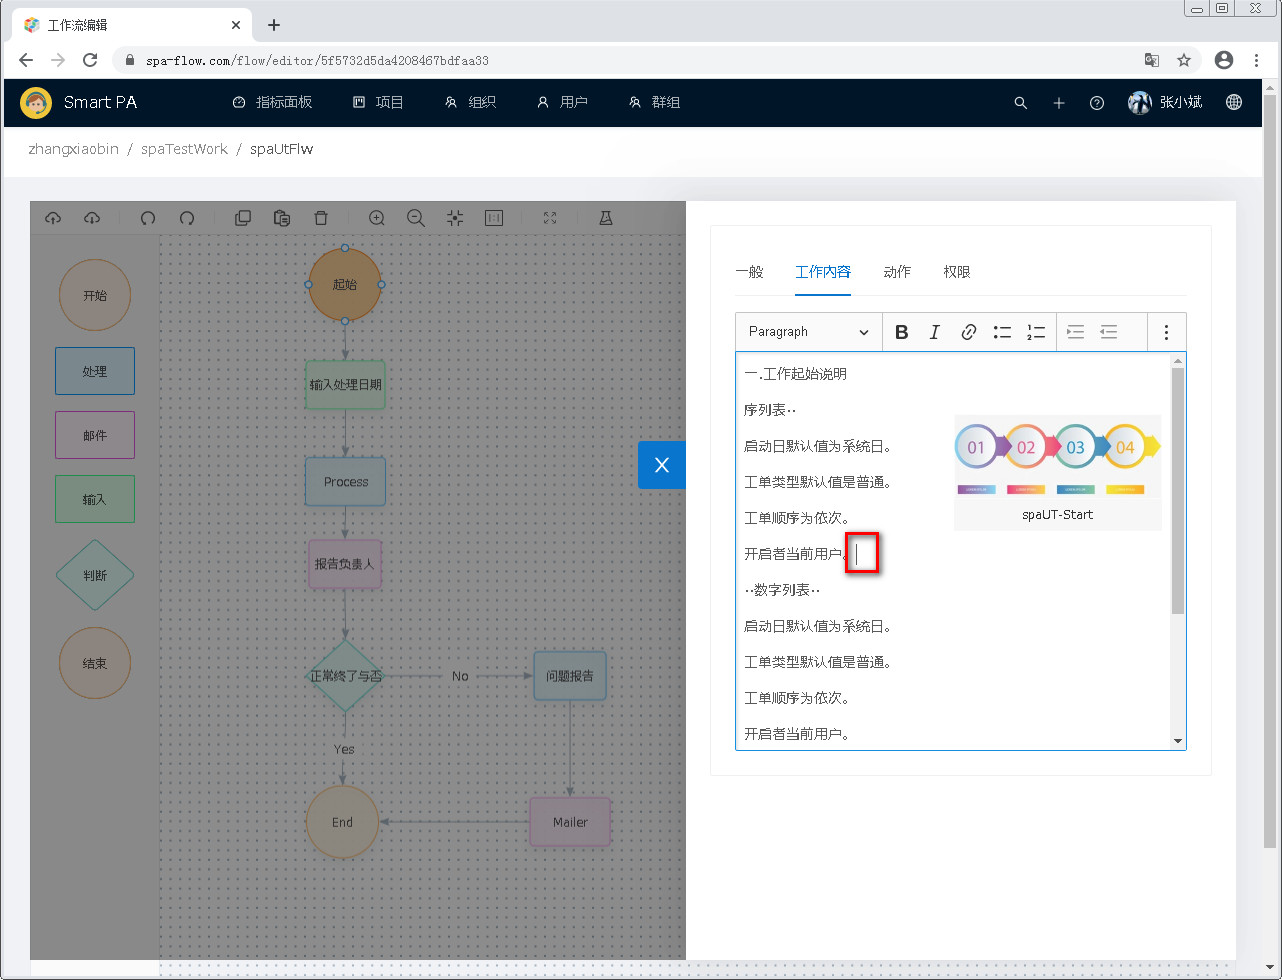 工作流编辑
spa-flow.com/flow/editor/5f5732d5da4208467bdfaa33
Smart PA
指标面板
项目
组织
用户
群组
张小斌
zhangxiaobin / spaTestWork / spaUtFlw
开始
处理
邮件
输入
判断
结束
起始
输入处理日期
Process
报告负责人
正常终了与否
No
问题报告
Yes
End
Mailer
一般
工作内容
动作
权限
Paragraph
一.工作起始说明
序列表··
启动日默认值为系统日。
工单类型默认值是普通。
工单顺序为依次。
开启者当前用户。
01 02 03 04
spaUT-Start
··数字列表··
启动日默认值为系统日。
工单类型默认值是普通。
工单顺序为依次。
开启者当前用户。